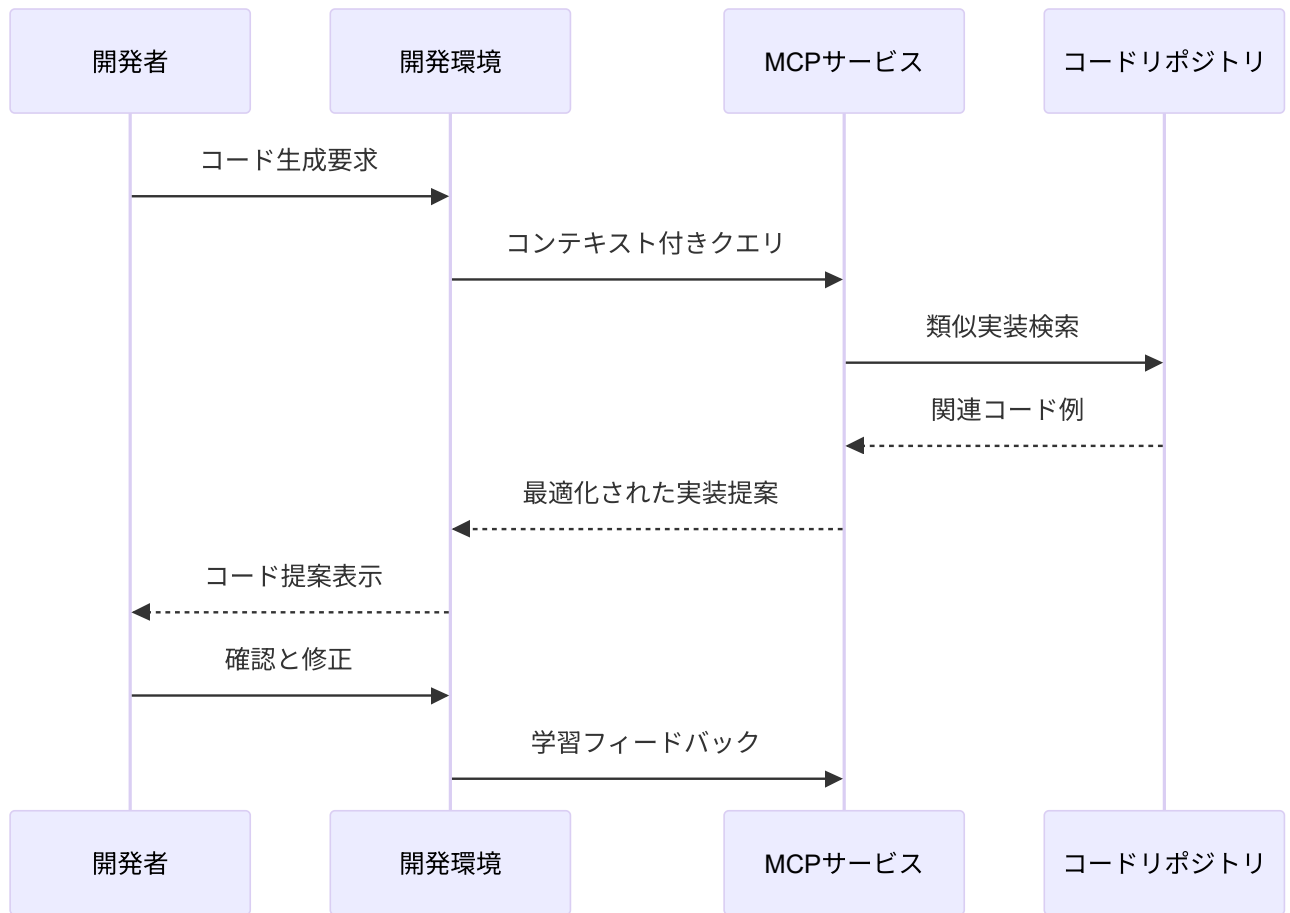 開発者
開発環境
MCPサービス
コードリポジトリ
コード生成要求
コンテキスト付きクエリ
類似実装検索
関連コード例
最適化された実装提案
コード提案表示
確認と修正
学習フィードバック
開発者
開発環境
MCPサービス
コードリポジトリ